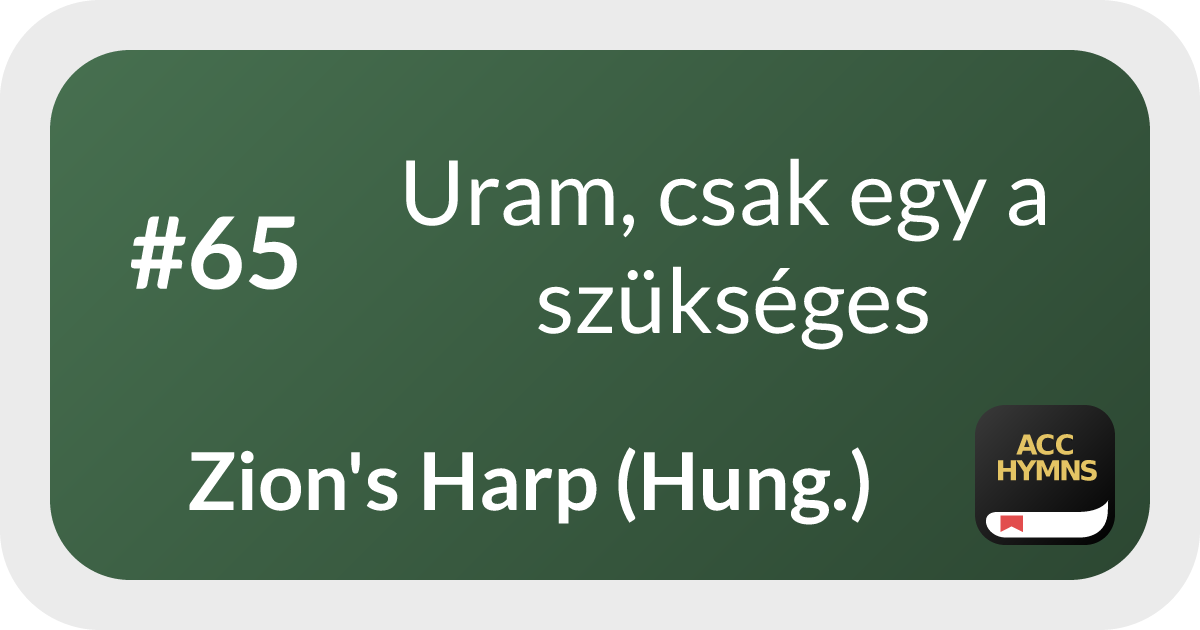 #65
Uram, csak egy a
szükséges
Zion's Harp (Hung.)
ACC
HYMNS